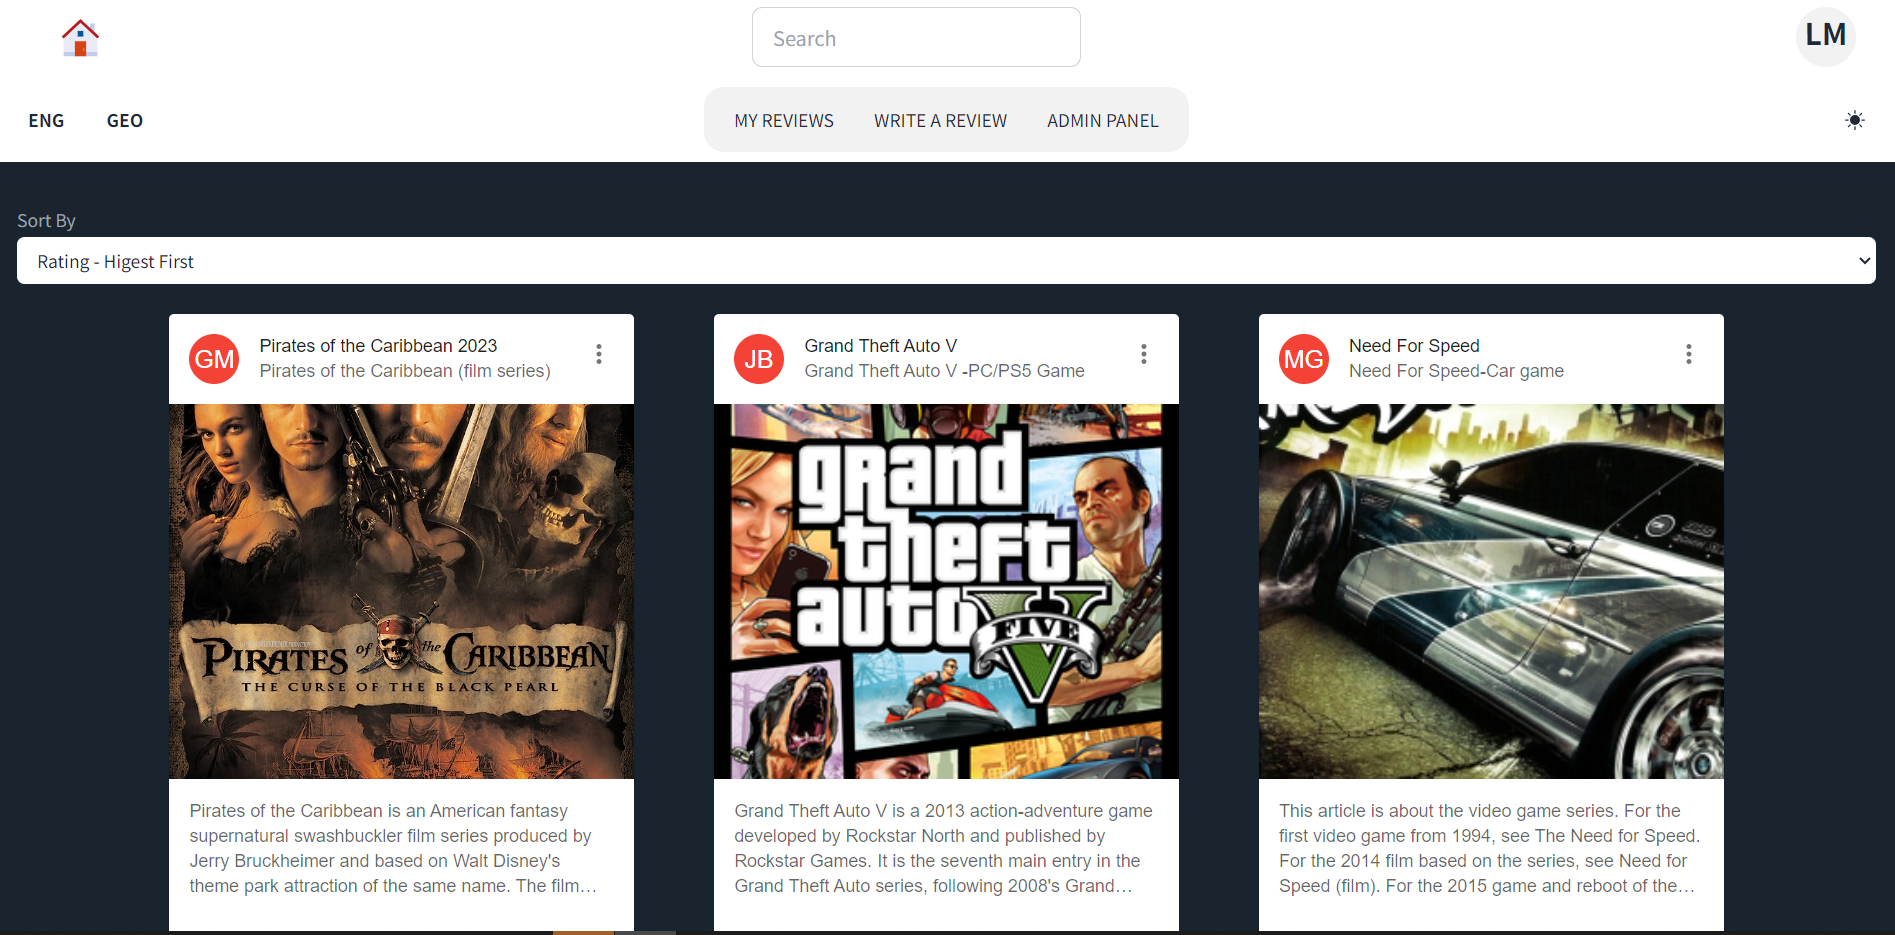 Search
LM
ENG
GEO
MY REVIEWS
WRITE A REVIEW
ADMIN PANEL
Sort By
Rating - Higest First
GM
Pirates of the Caribbean 2023
Pirates of the Caribbean (film series)
PIRATES of the CARIBBEAN
THE CURSE OF THE BLACK PEARL
Pirates of the Caribbean is an American fantasy
supernatural swashbuckler film series produced by
Jerry Bruckheimer and based on Walt Disney's
theme park attraction of the same name. The film…
JB
Grand Theft Auto V
Grand Theft Auto V -PC/PS5 Game
grand
theft
auto V
FIVE
Grand Theft Auto V is a 2013 action-adventure game
developed by Rockstar North and published by
Rockstar Games. It is the seventh main entry in the
Grand Theft Auto series, following 2008's Grand…
MG
Need For Speed
Need For Speed-Car game
This article is about the video game series. For the
first video game from 1994, see The Need for Speed.
For the 2014 film based on the series, see Need for
Speed (film). For the 2015 game and reboot of the…